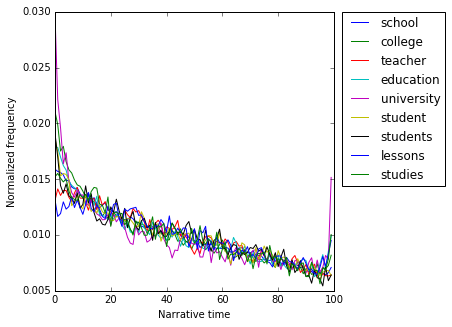 0.030
0.025
0.020
0.015
0.010
0.005
0
20
40
60
80
100
Normalized frequency
Narrative time
school
college
teacher
education
university
student
students
lessons
studies